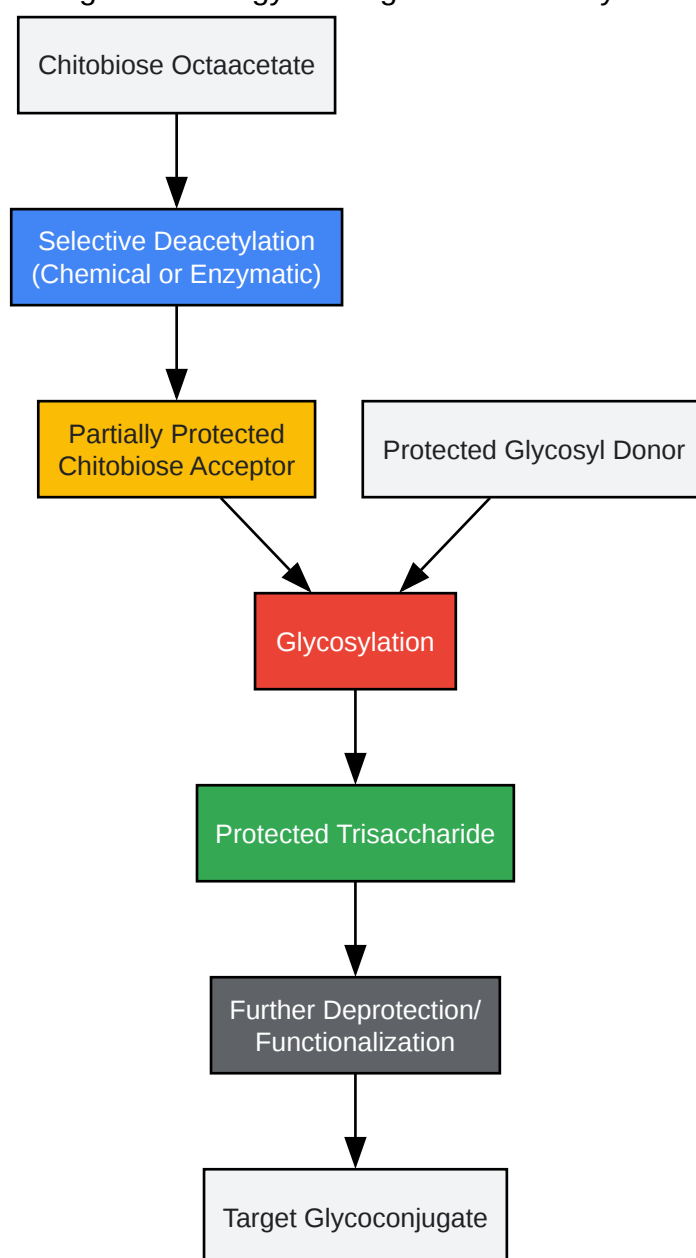 Chitobiose Octaacetate
Selective Deacetylation
(Chemical or Enzymatic)
Partially Protected
Chitobiose Acceptor
Protected Glycosyl Donor
Glycosylation
Protected Trisaccharide
Further Deprotection/
Functionalization
Target Glycoconjugate